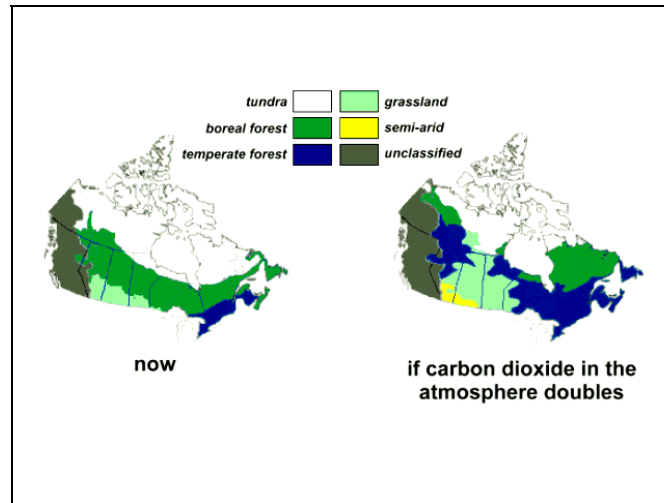 tundra grassland
boreal forest semi-arid
temperate forest unclassified
now
if carbon dioxide in the
atmosphere doubles